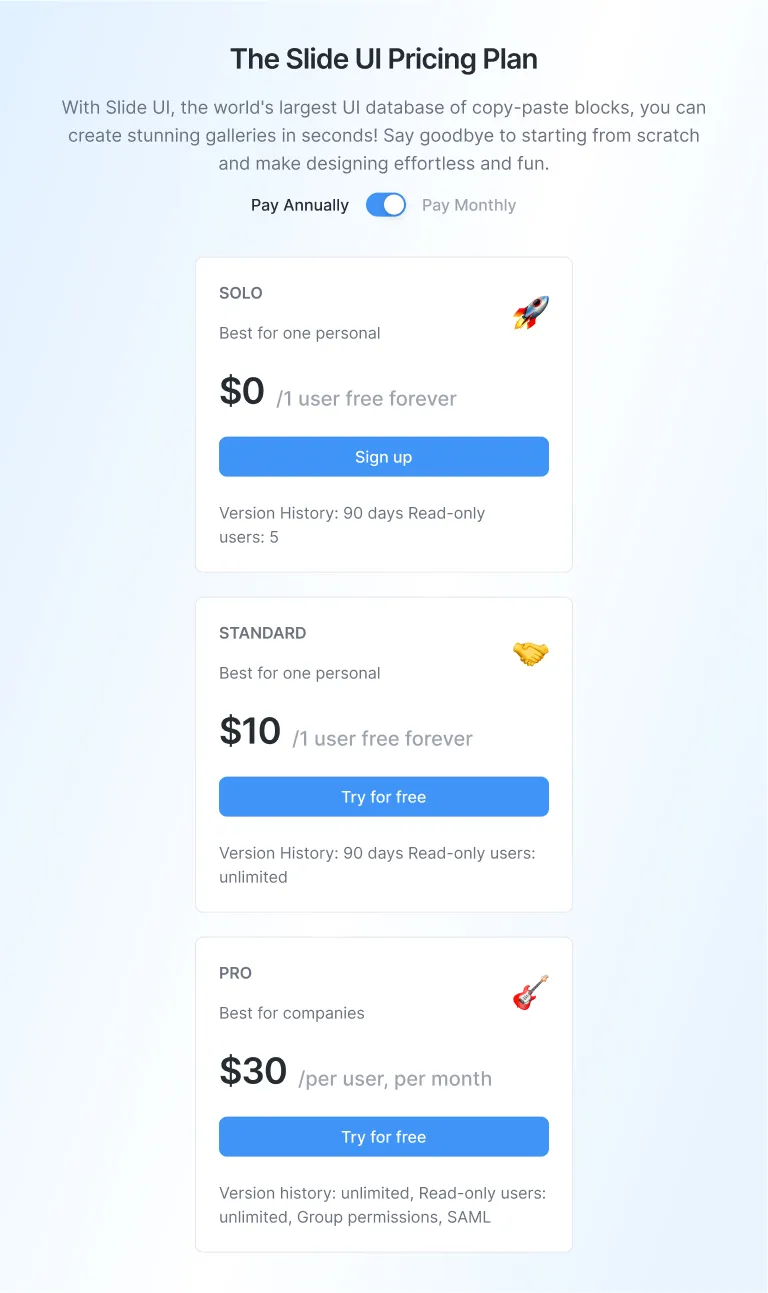 The Slide UI Pricing Plan
With Slide UI, the world's largest UI database of copy-paste blocks, you can
create stunning galleries in seconds! Say goodbye to starting from scratch
and make designing effortless and fun.
Pay Annually Pay Monthly
SOLO
Best for one personal
$0 /1 user free forever
Sign up
Version History: 90 days Read-only
users: 5
STANDARD
Best for one personal
$10 /1 user free forever
Try for free
Version History: 90 days Read-only users:
unlimited
PRO
Best for companies
$30 /per user, per month
Try for free
Version history: unlimited, Read-only users:
unlimited, Group permissions, SAML